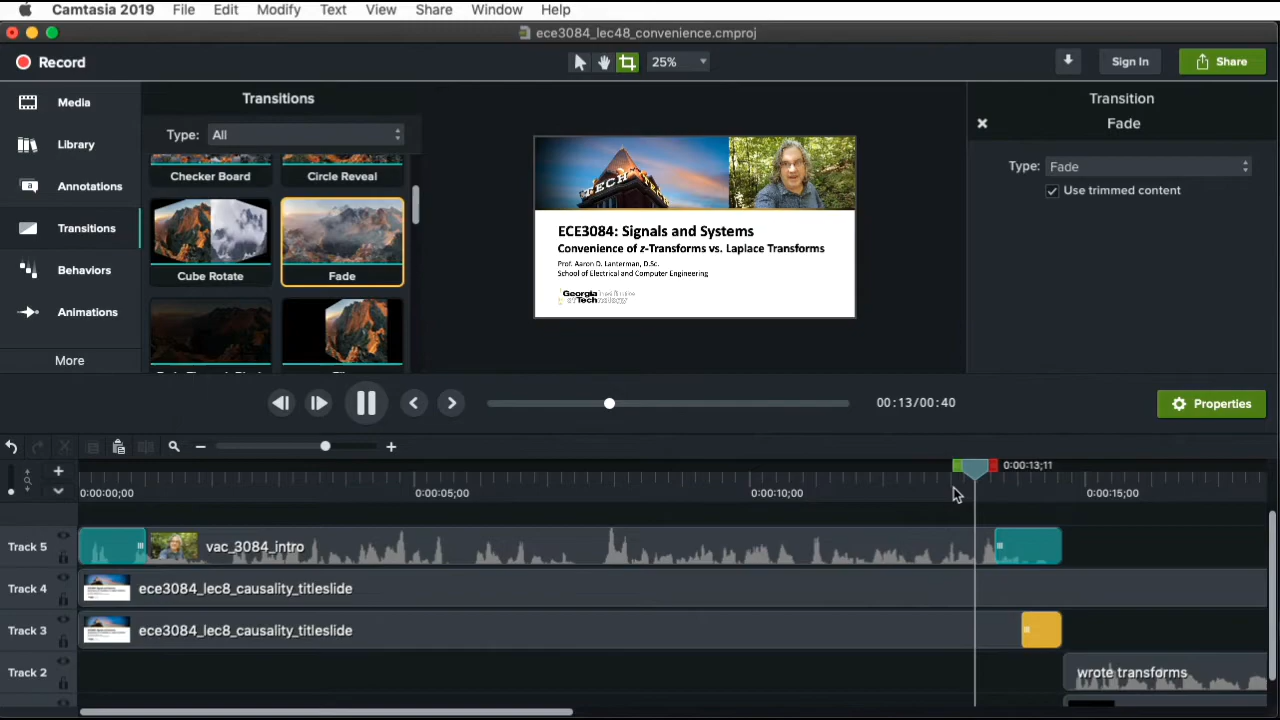 Camtasia 2019 File Edit Modify Text View Share Window Help
ece3084_lec48_convenience.cmproj
Record
25%
Sign In
Share
Media
Library
Annotations
Transitions
Behaviors
Animations
More
Transitions
Type: All
Checker Board
Circle Reveal
Cube Rotate
Fade
TECH
ECE3084: Signals and Systems
Convenience of z-Transforms vs. Laplace Transforms
Prof. Aaron D. Lanterman, D.Sc.
School of Electrical and Computer Engineering
Georgia Institute
of Technology
Transition
Fade
Type: Fade
Use trimmed content
00:13/00:40
Properties
0:00:13;11
0:00:00;00
0:00:05;00
0:00:10;00
0:00:15;00
Track 5
vac_3084_intro
Track 4
ece3084_lec8_causality_titleslide
Track 3
ece3084_lec8_causality_titleslide
Track 2
wrote transforms